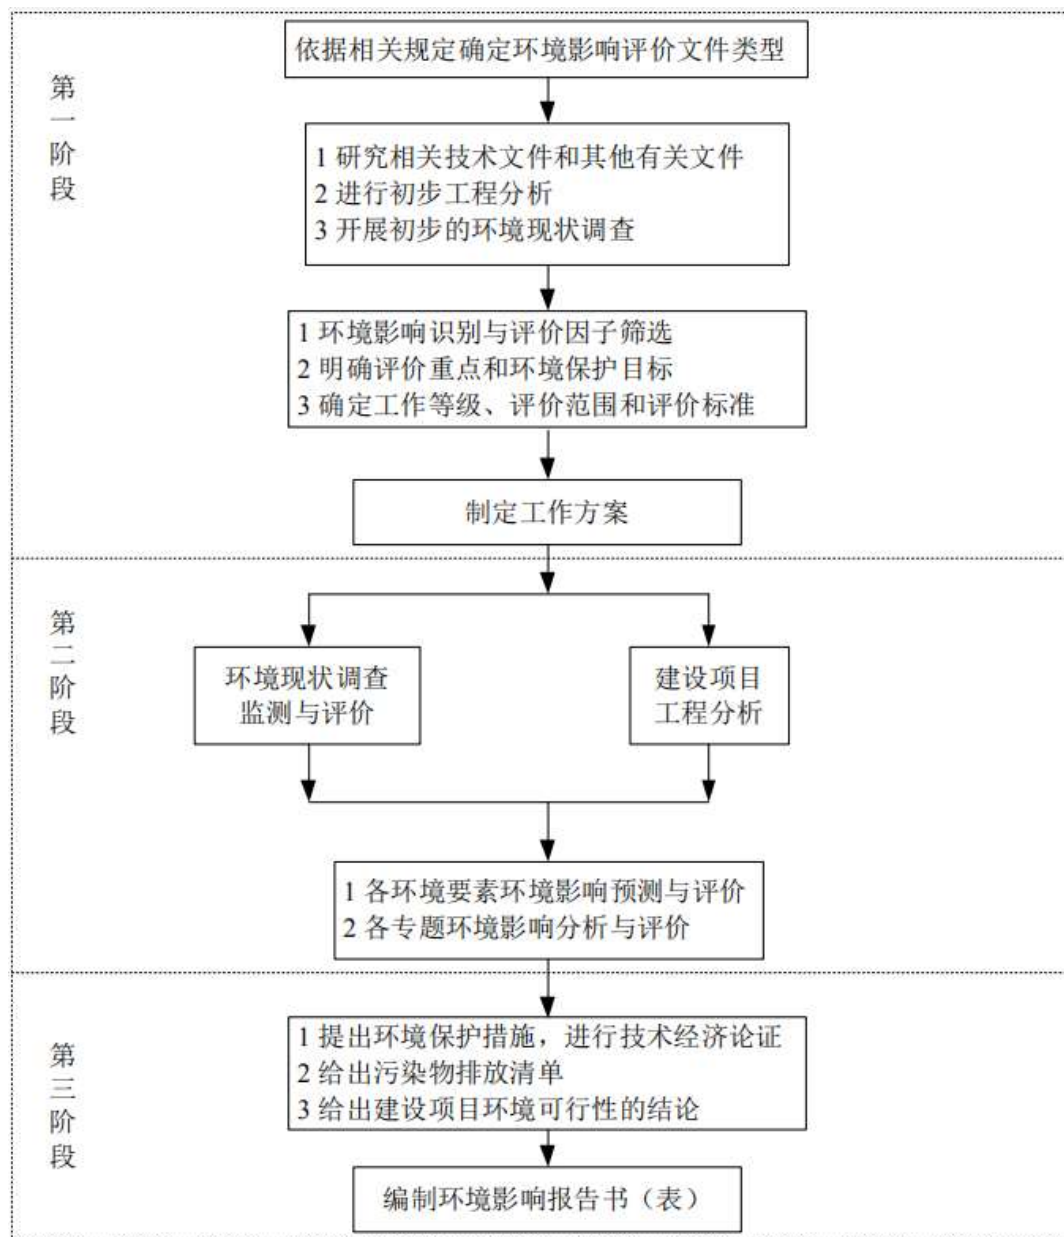 依据相关规定确定环境影响评价文件类型
第一阶段
1 研究相关技术文件和其他有关文件
2 进行初步工程分析
3 开展初步的环境现状调查
1 环境影响识别与评价因子筛选
2 明确评价重点和环境保护目标
3 确定工作等级、评价范围和评价标准
制定工作方案
第二阶段
环境现状调查
监测与评价
建设项目
工程分析
1 各环境要素环境影响预测与评价
2 各专题环境影响分析与评价
第三阶段
1 提出环境保护措施，进行技术经济论证
2 给出污染物排放清单
3 给出建设项目环境可行性的结论
编制环境影响报告书（表）